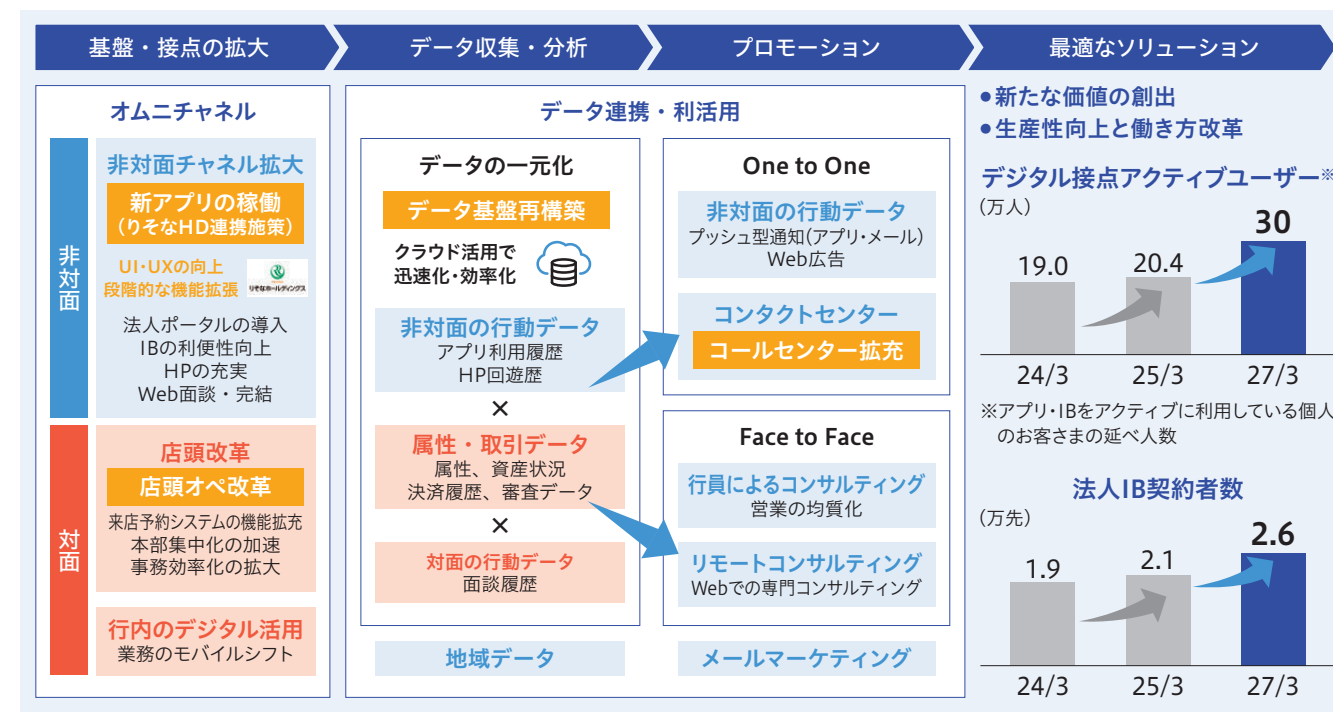 基盤・接点の拡大
データ収集・分析
プロモーション
最適なソリューション
オムニチャネル
非対面
非対面チャネル拡大
新アプリの稼働
(りそなHD連携施策)
UI・UXの向上
段階的な機能拡張
りそなホールディングス
法人ポータルの導入
IBの利便性向上
HPの充実
Web面談・完結
対面
店頭改革
店頭オペ改革
来店予約システムの機能拡充
本部集中化の加速
事務効率化の拡大
行内のデジタル活用
業務のモバイルシフト
データ連携・利活用
データの一元化
データ基盤再構築
クラウド活用で
迅速化・効率化
非対面の行動データ
アプリ利用履歴
HP回遊歴
×
属性・取引データ
属性、資産状況
決済履歴、審査データ
×
対面の行動データ
面談履歴
地域データ
One to One
非対面の行動データ
プッシュ型通知(アプリ・メール)
Web広告
コンタクトセンター
コールセンター拡充
Face to Face
行員によるコンサルティング
営業の均質化
リモートコンサルティング
Webでの専門コンサルティング
メールマーケティング
●新たな価値の創出
●生産性向上と働き方改革
デジタル接点アクティブユーザー※
(万人)
19.0 20.4 30
24/3 25/3 27/3
※アプリ・IBをアクティブに利用している個人
のお客さまの延べ人数
法人IB契約者数
(万先)
1.9 2.1 2.6
24/3 25/3 27/3